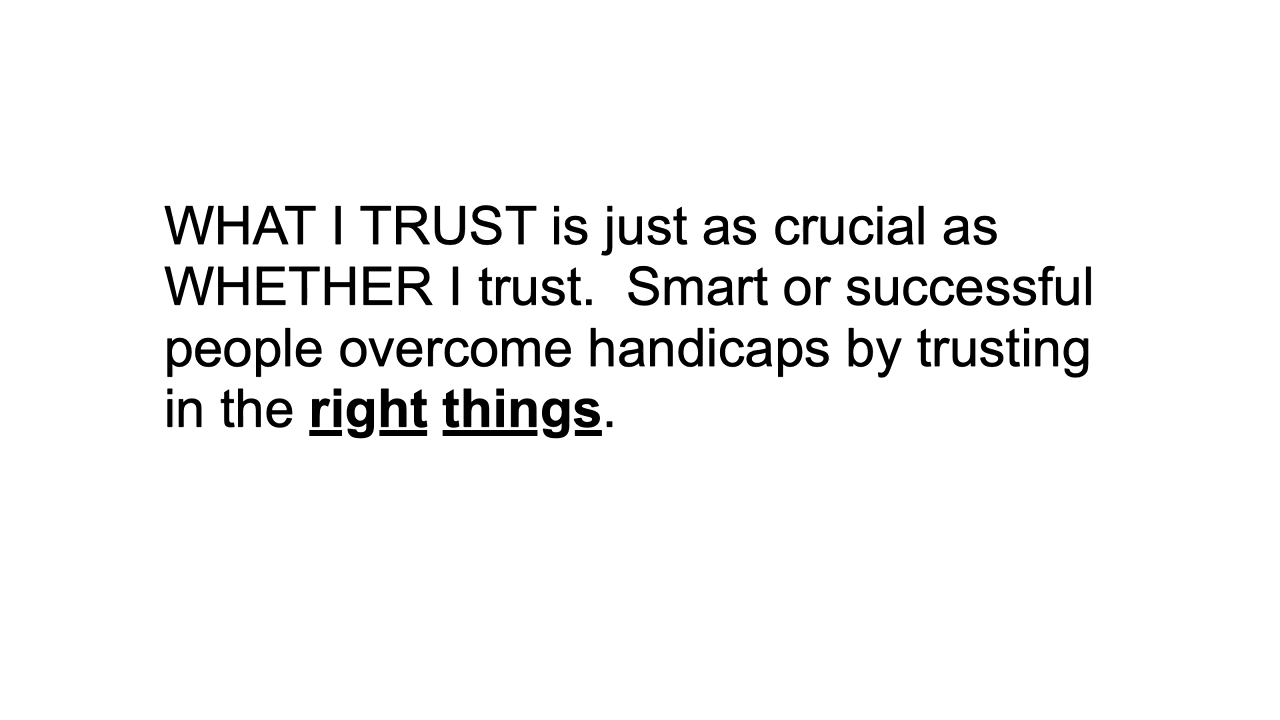 WHAT I TRUST is just as crucial as
WHETHER I trust.  Smart or successful
people overcome handicaps by trusting
in the right things.